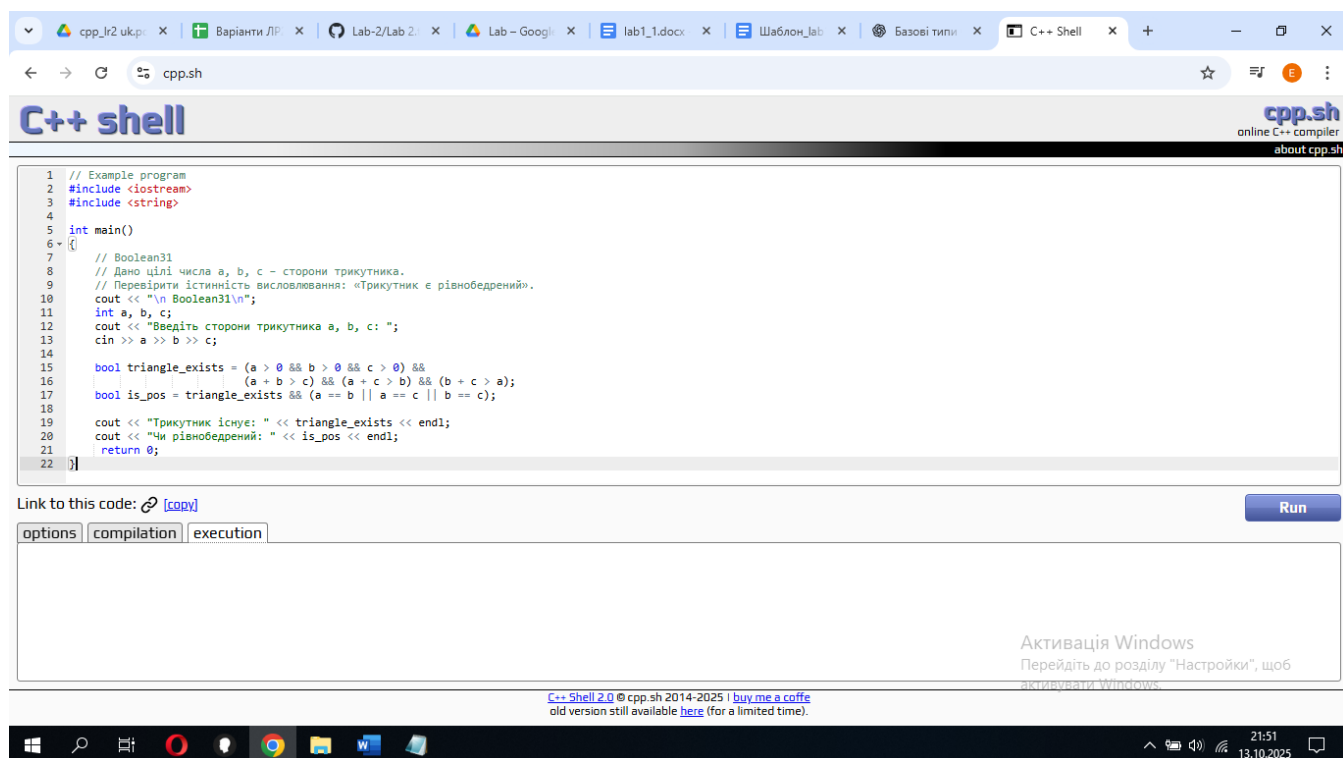 cpp_lr2 uk.pd
Варіанти ЛР
Lab-2/Lab 2.
Lab – Googl
lab1_1.docx
Шаблон_lab
Базові типи
C++ Shell
cpp.sh
E
C++ shell
cpp.sh
online C++ compiler
about cpp.sh
1 // Example program
2 #include <iostream>
3 #include <string>
4
5 int main()
6 {
7 // Boolean31
8 // Дано цілі числа a, b, c – сторони трикутника.
9 // Перевірити істинність висловлювання: «Трикутник є рівнобедрений».
10 cout << "\n Boolean31\n";
11 int a, b, c;
12 cout << "Введіть сторони трикутника a, b, c: ";
13 cin >> a >> b >> c;
14
15 bool triangle_exists = (a > 0 && b > 0 && c > 0) &&
16 (a + b > c) && (a + c > b) && (b + c > a);
17 bool is_pos = triangle_exists && (a == b || a == c || b == c);
18
19 cout << "Трикутник існує: " << triangle_exists << endl;
20 cout << "Чи рівнобедрений: " << is_pos << endl;
21 return 0;
22 }
Link to this code: [copy]
Run
options compilation execution
Активація Windows
Перейдіть до розділу "Настройки", щоб
активувати Windows.
C++ Shell 2.0 © cpp.sh 2014-2025 | buy me a coffe
old version still available here (for a limited time).
21:51
13.10.2025